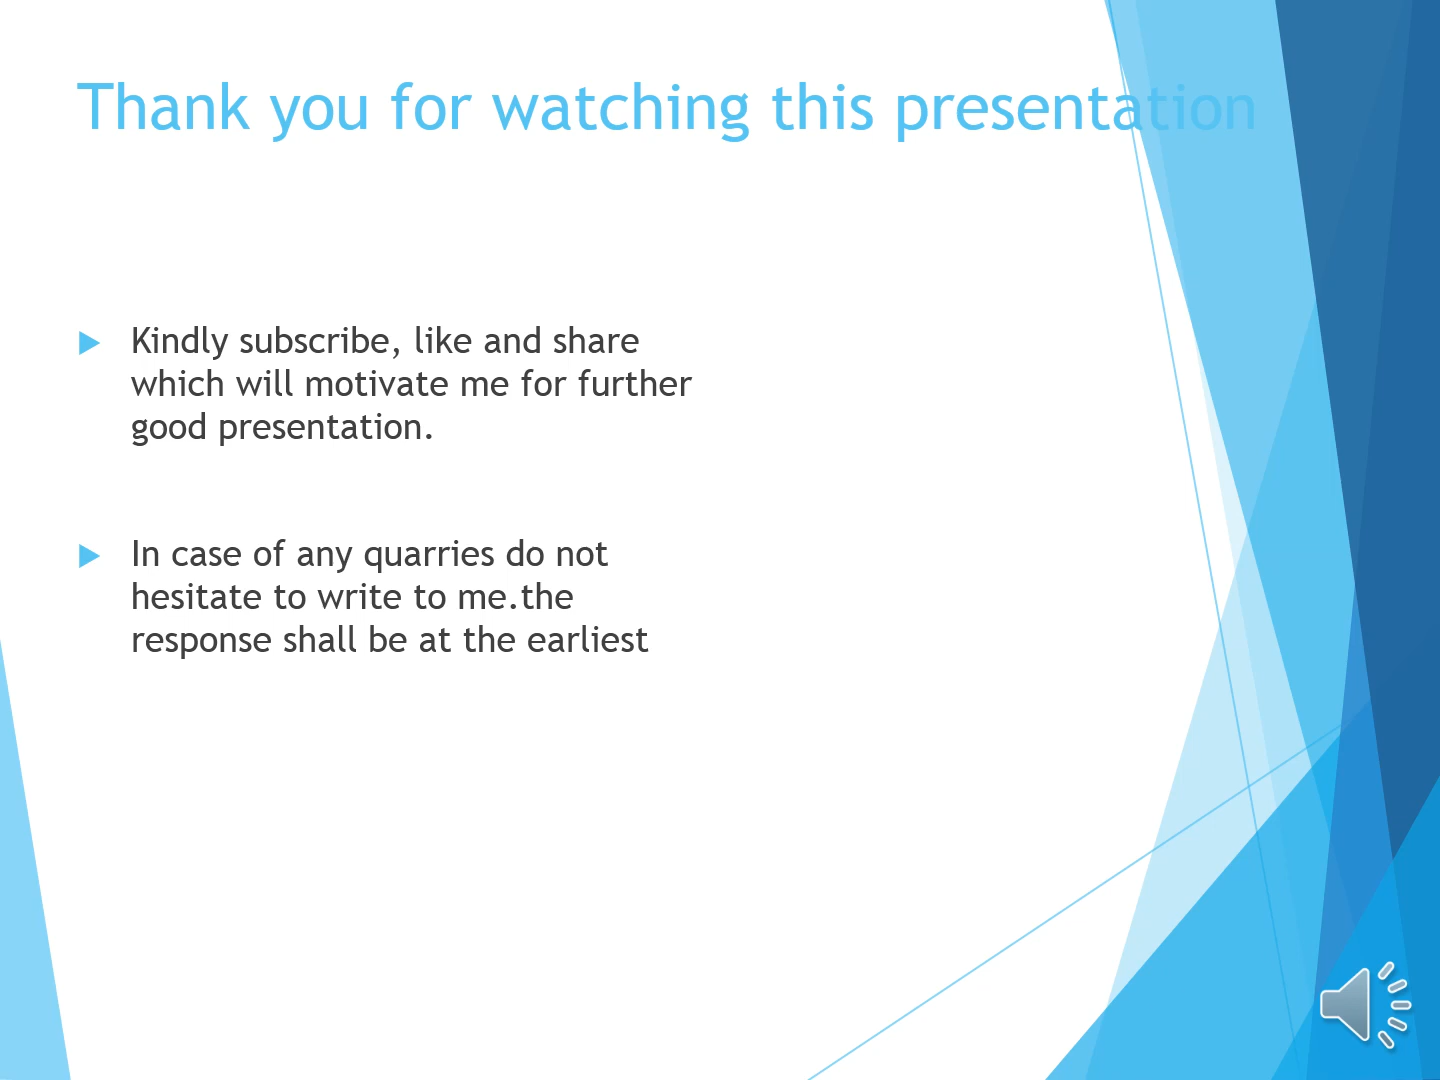 Thank you for watching this presentation
Kindly subscribe, like and share
which will motivate me for further
good presentation.
In case of any quarries do not
hesitate to write to me.the
response shall be at the earliest